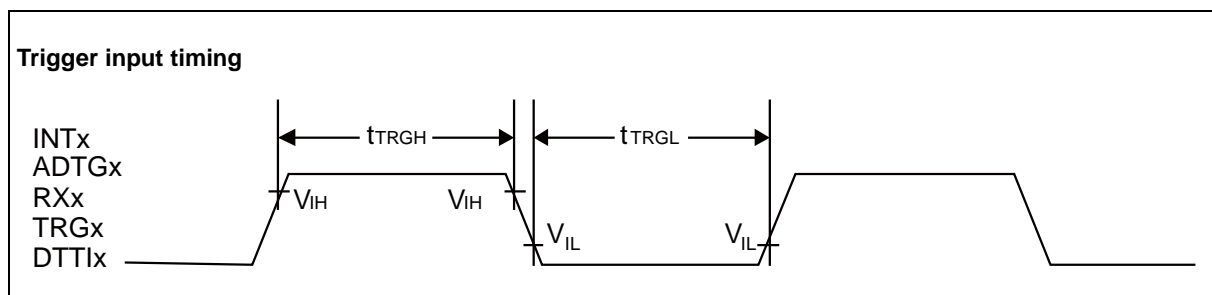 Trigger input timing
tTRGH
tTRGL
INTx
ADTGx
RXx
TRGx
DTTIx
VIH
VIH
VIL
VIL